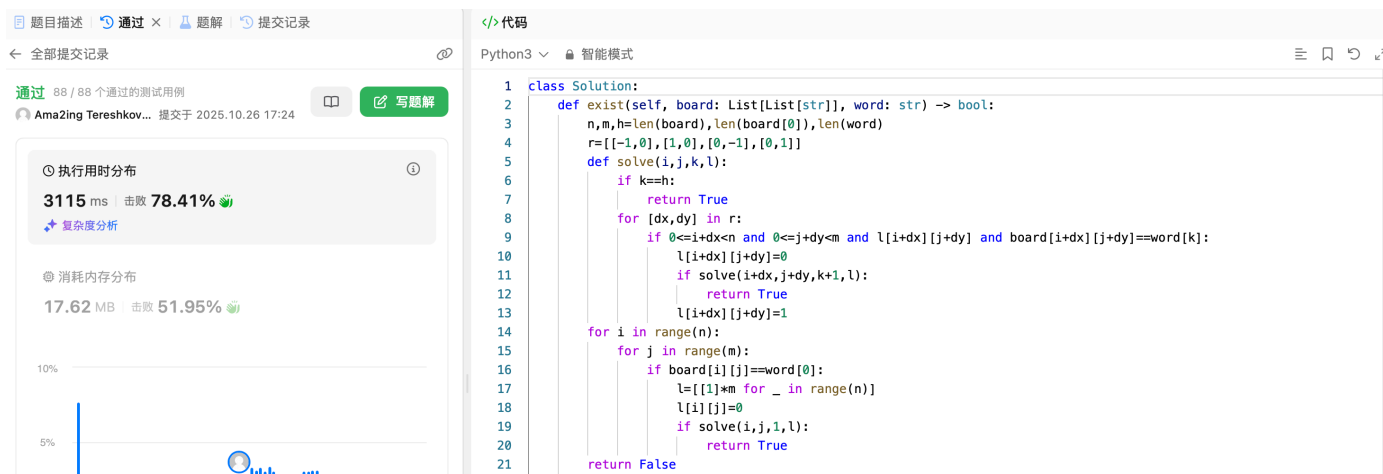 题目描述 通过 × 题解 提交记录
全部提交记录
通过 88 / 88 个通过的测试用例
Ama2ing Tereshkov... 提交于 2025.10.26 17:24
写题解
执行用时分布
3115 ms 击败 78.41%
复杂度分析
消耗内存分布
17.62 MB 击败 51.95%
10%
5%
</>代码
Python3 智能模式
1 class Solution:
2     def exist(self, board: List[List[str]], word: str) -> bool:
3         n,m,h=len(board),len(board[0]),len(word)
4         r=[[-1,0],[1,0],[0,-1],[0,1]]
5         def solve(i,j,k,l):
6             if k==h:
7                 return True
8             for [dx,dy] in r:
9                 if 0<=i+dx<n and 0<=j+dy<m and l[i+dx][j+dy] and board[i+dx][j+dy]==word[k]:
10                     l[i+dx][j+dy]=0
11                     if solve(i+dx,j+dy,k+1,l):
12                         return True
13                     l[i+dx][j+dy]=1
14         for i in range(n):
15             for j in range(m):
16                 if board[i][j]==word[0]:
17                     l=[[1]*m for _ in range(n)]
18                     l[i][j]=0
19                     if solve(i,j,1,l):
20                         return True
21         return False